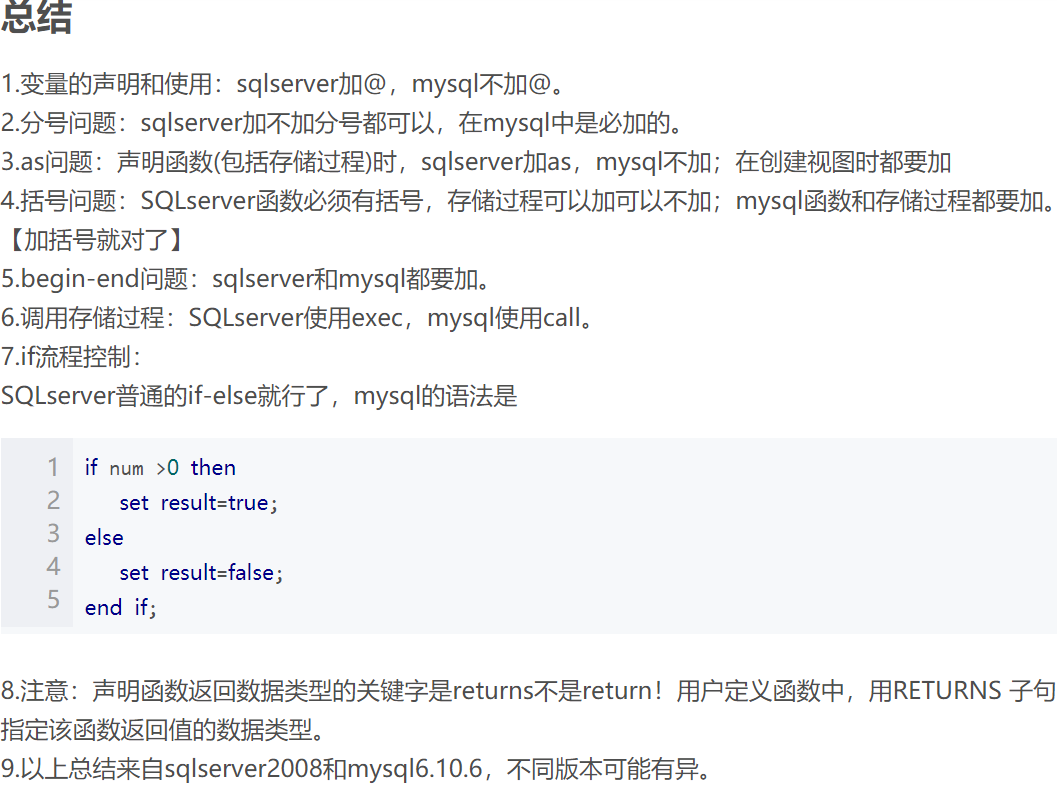 总结
1.变量的声明和使用：sqlserver加@，mysql不加@。
2.分号问题：sqlserver加不加分号都可以，在mysql中是必加的。
3.as问题：声明函数(包括存储过程)时，sqlserver加as，mysql不加；在创建视图时都要加
4.括号问题：SQLserver函数必须有括号，存储过程可以加可以不加；mysql函数和存储过程都要加。
【加括号就对了】
5.begin-end问题：sqlserver和mysql都要加。
6.调用存储过程：SQLserver使用exec，mysql使用call。
7.if流程控制：
SQLserver普通的if-else就行了，mysql的语法是
1 if num >0 then
2 set result=true;
3 else
4 set result=false;
5 end if;
8.注意：声明函数返回数据类型的关键字是returns不是return！用户定义函数中，用RETURNS 子句
指定该函数返回值的数据类型。
9.以上总结来自sqlserver2008和mysql6.10.6，不同版本可能有异。